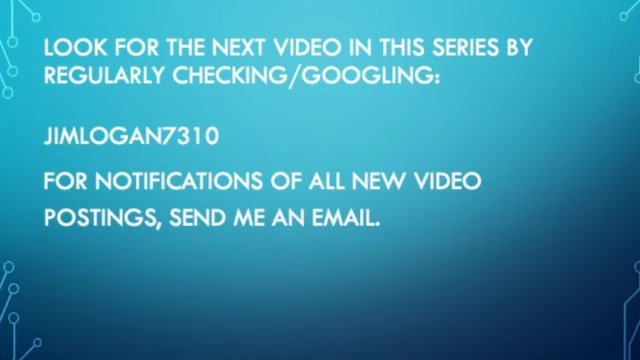 LOOK FOR THE NEXT VIDEO IN THIS SERIES BY
REGULARLY CHECKING/GOOGLING:
JIMLOGAN7310
FOR NOTIFICATIONS OF ALL NEW VIDEO
POSTINGS, SEND ME AN EMAIL.